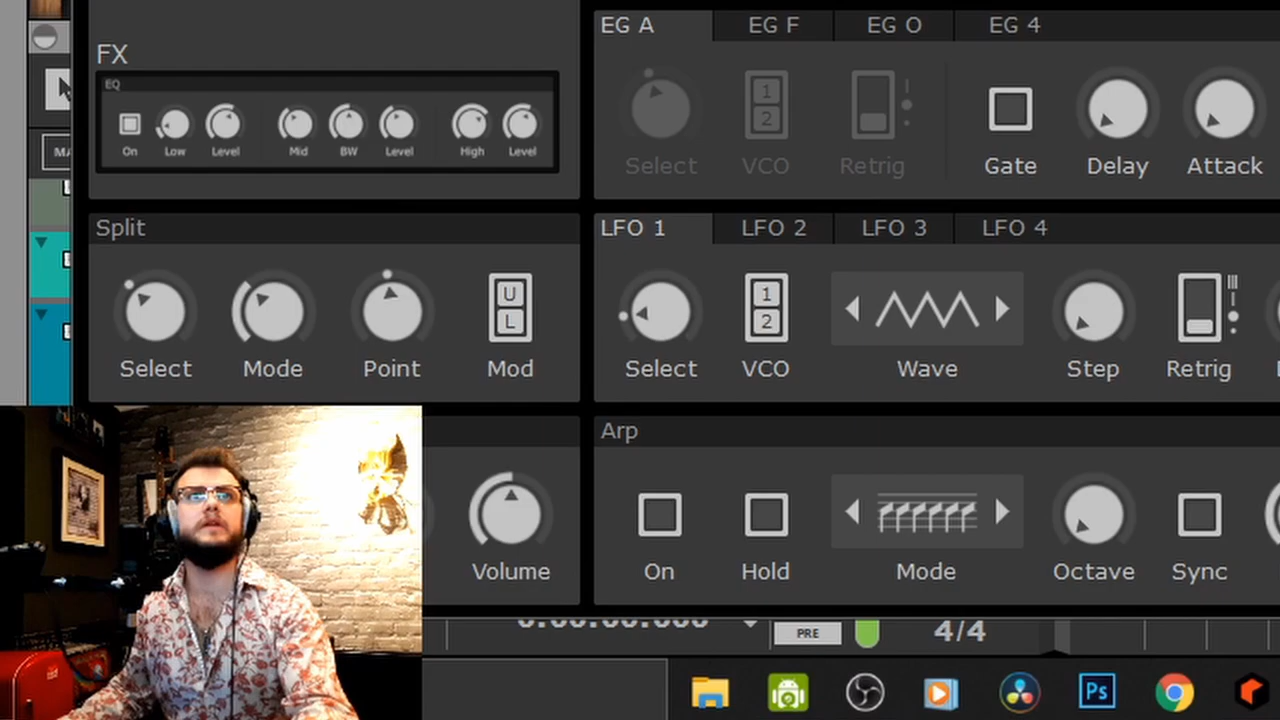 FX
EQ
On Low Level Mid BW Level High Level
EG A EG F EG O EG 4
1
2
Select VCO Retrig Gate Delay Attack
Split
U
L
Select Mode Point Mod
LFO 1 LFO 2 LFO 3 LFO 4
1
2
Select VCO Wave Step Retrig
Volume
Arp
On Hold Mode Octave Sync
PRE 4/4
Ps